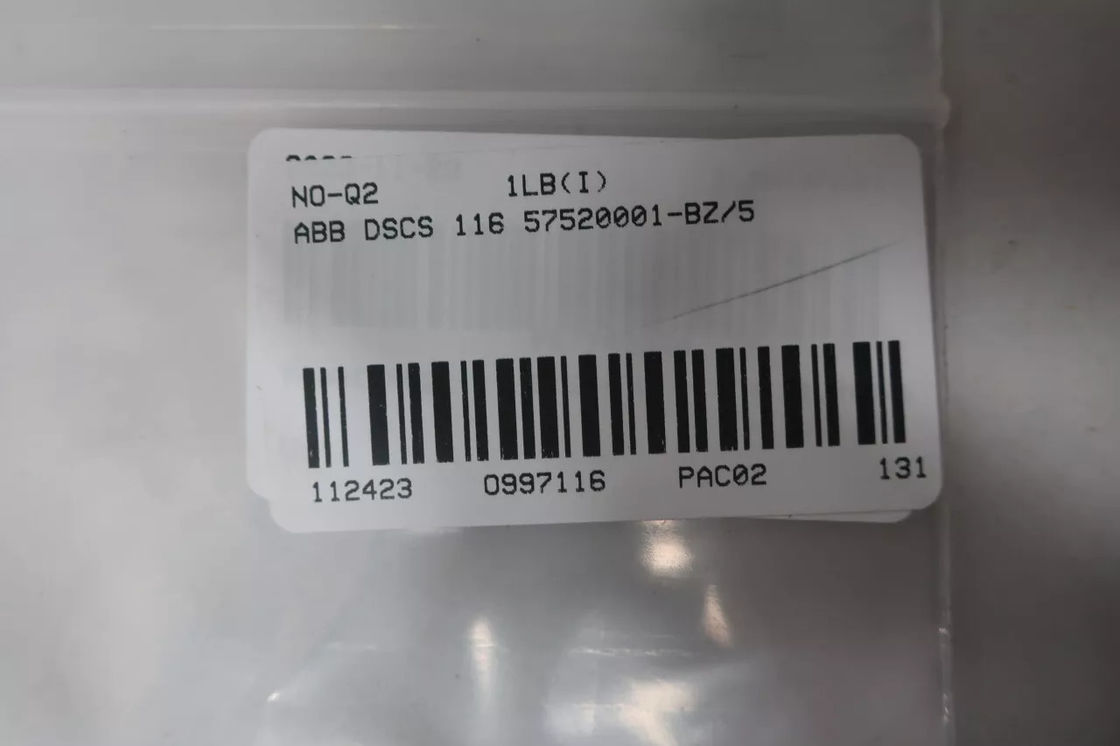 NO-Q2 1LB(I)
ABB DSCS 116 57520001-BZ/5
112423 0997116 PAC02 131